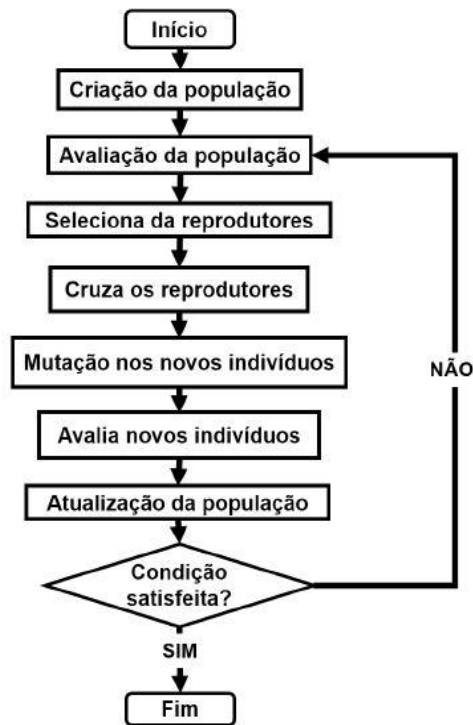 Início
Criação da população
Avaliação da população
Seleciona da reprodutores
Cruza os reprodutores
Mutação nos novos indivíduos
NÃO
Avalia novos indivíduos
Atualização da população
Condição
satisfeita?
SIM
Fim